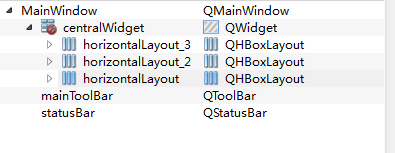 MainWindow QMainWindow
centralWidget QWidget
horizontalLayout_3 QHBoxLayout
horizontalLayout_2 QHBoxLayout
horizontalLayout QHBoxLayout
mainToolBar QToolBar
statusBar QStatusBar